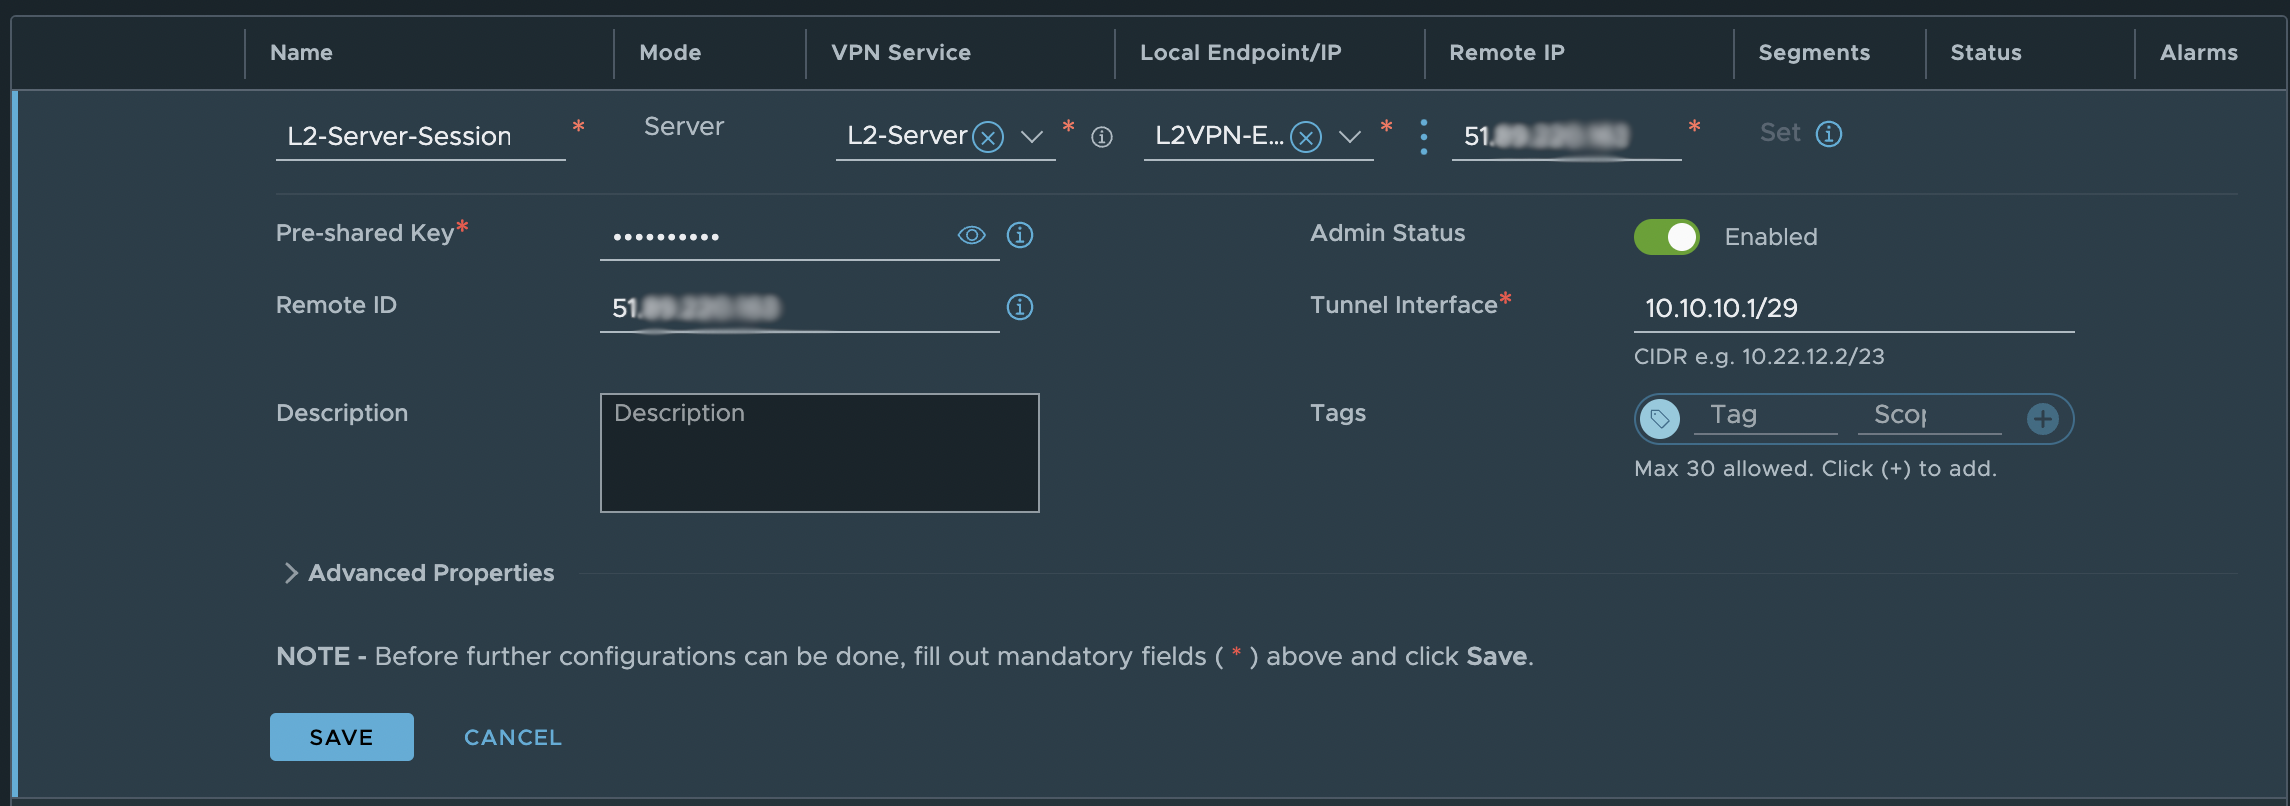 Name Mode VPN Service Local Endpoint/IP Remote IP Segments Status Alarms
L2-Server-Session * Server L2-Server * L2VPN-E... * 51. * Set
Pre-shared Key* •••••••••• Admin Status Enabled
Remote ID 51. Tunnel Interface* 10.10.10.1/29
CIDR e.g. 10.22.12.2/23
Description Description Tags Tag Scop
Max 30 allowed. Click (+) to add.
Advanced Properties
NOTE - Before further configurations can be done, fill out mandatory fields ( * ) above and click Save.
SAVE CANCEL